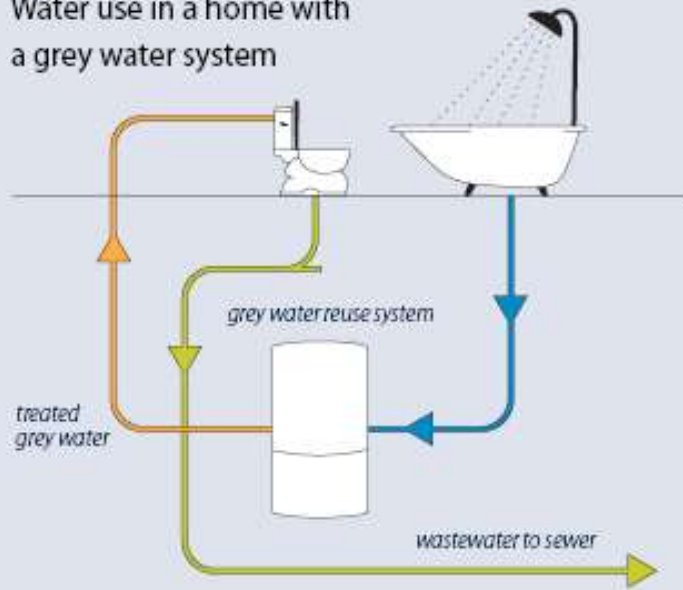 Water use in a home with
a grey water system
grey water reuse system
treated
grey water
wastewater to sewer